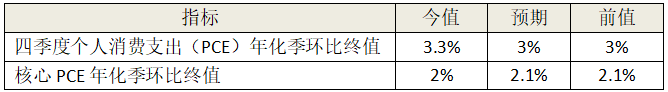 指标 今值 预期 前值
四季度个人消费支出（PCE）年化季环比终值 3.3% 3% 3%
核心 PCE 年化季环比终值 2% 2.1% 2.1%